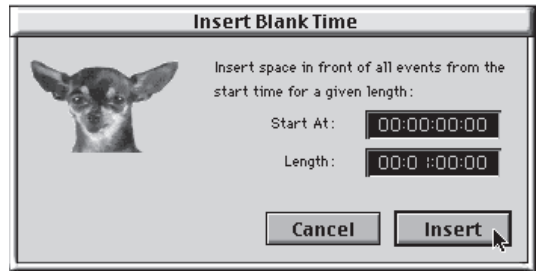 Insert Blank Time
Insert space in front of all events from the
start time for a given length:
Start At: 00:00:00:00
Length: 00:01:00:00
Cancel Insert